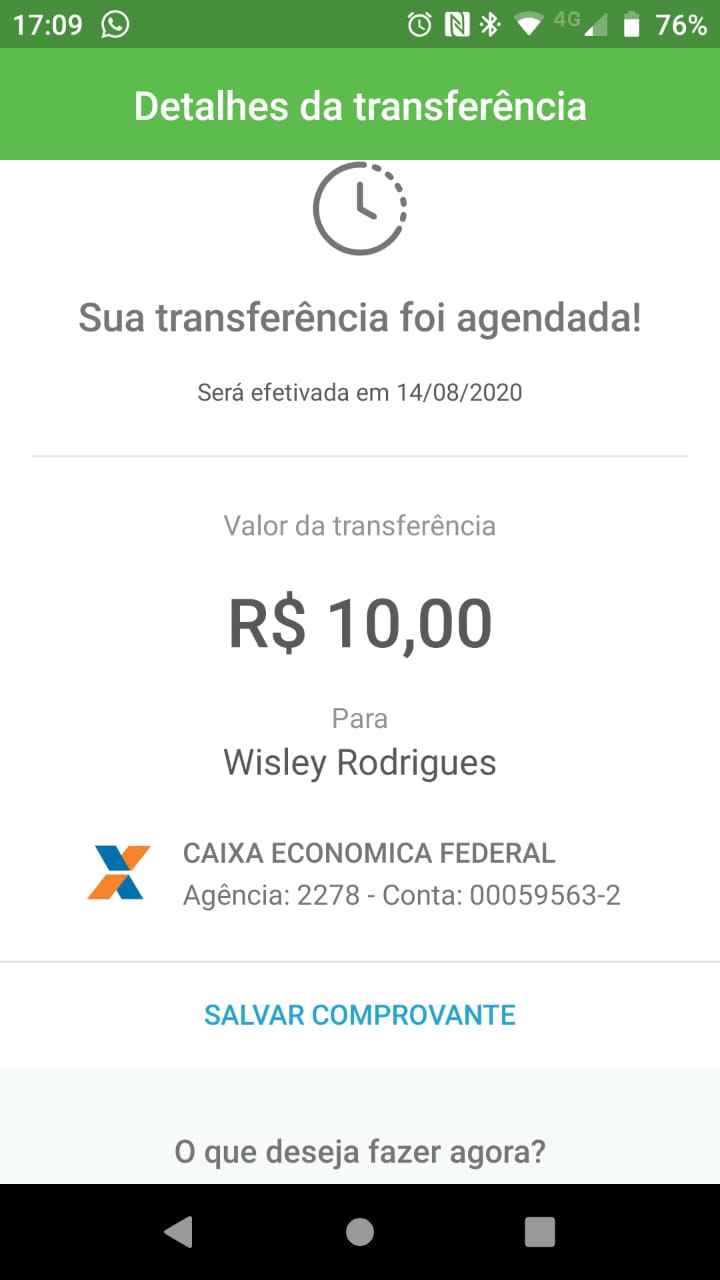 17:09 4G 76%
Detalhes da transferência
Sua transferência foi agendada!
Será efetivada em 14/08/2020
Valor da transferência
R$ 10,00
Para
Wisley Rodrigues
CAIXA ECONOMICA FEDERAL
Agência: 2278 - Conta: 00059563-2
SALVAR COMPROVANTE
O que deseja fazer agora?